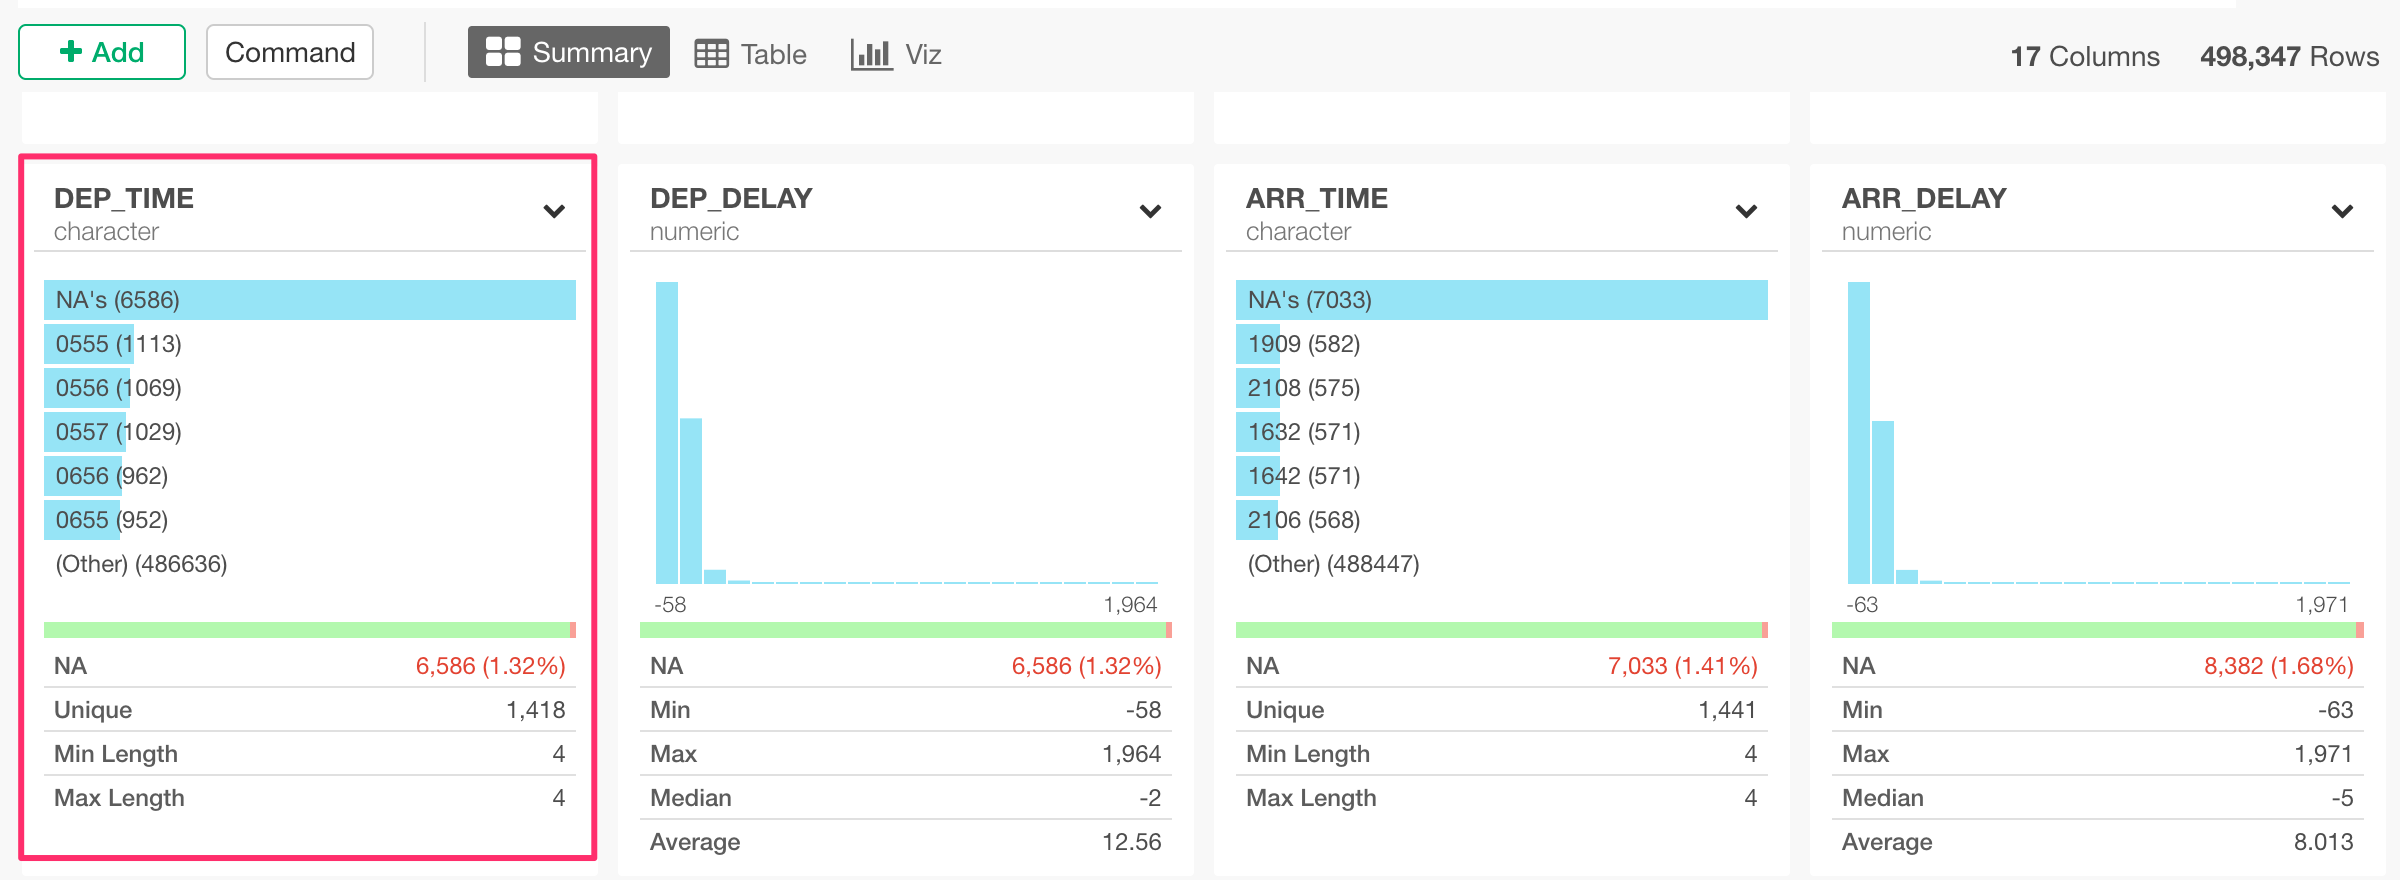 Add
Command
Summary
Table
Viz
17 Columns
498,347 Rows
DEP_TIME
character
NA's (6586)
0555 (1113)
0556 (1069)
0557 (1029)
0656 (962)
0655 (952)
(Other) (486636)
NA 6,586 (1.32%)
Unique 1,418
Min Length 4
Max Length 4
DEP_DELAY
numeric
-58 1,964
NA 6,586 (1.32%)
Min -58
Max 1,964
Median -2
Average 12.56
ARR_TIME
character
NA's (7033)
1909 (582)
2108 (575)
1632 (571)
1642 (571)
2106 (568)
(Other) (488447)
NA 7,033 (1.41%)
Unique 1,441
Min Length 4
Max Length 4
ARR_DELAY
numeric
-63 1,971
NA 8,382 (1.68%)
Min -63
Max 1,971
Median -5
Average 8.013